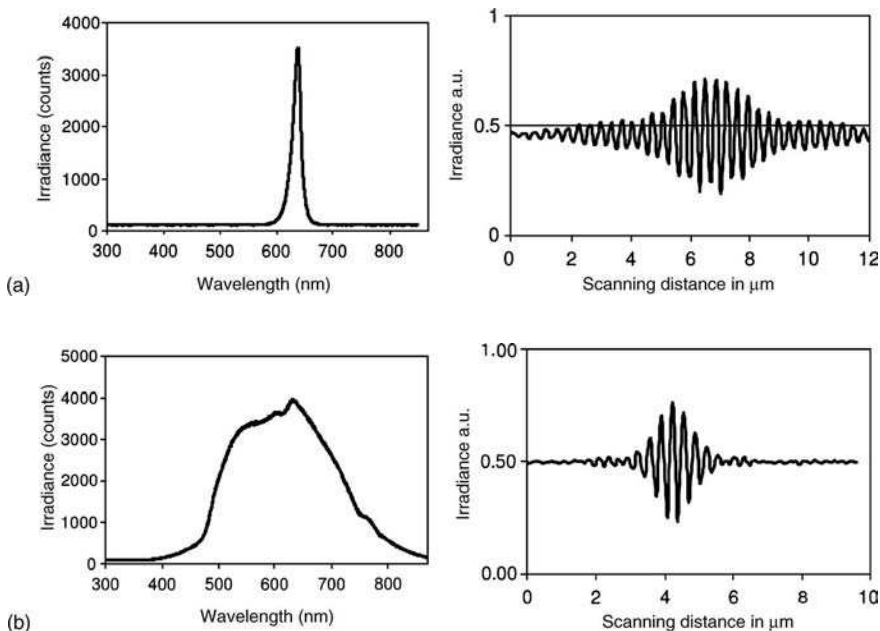 4000
3000
2000
1000
0
300 400 500 600 700 800
Irradiance (counts)
Wavelength (nm)
1
0.5
0
0 2 4 6 8 10 12
Irradiance a.u.
Scanning distance in μm
(a)
5000
4000
3000
2000
1000
0
300 400 500 600 700 800
Irradiance (counts)
Wavelength (nm)
1.00
0.50
0.00
0 2 4 6 8 10
Irradiance a.u.
Scanning distance in μm
(b)